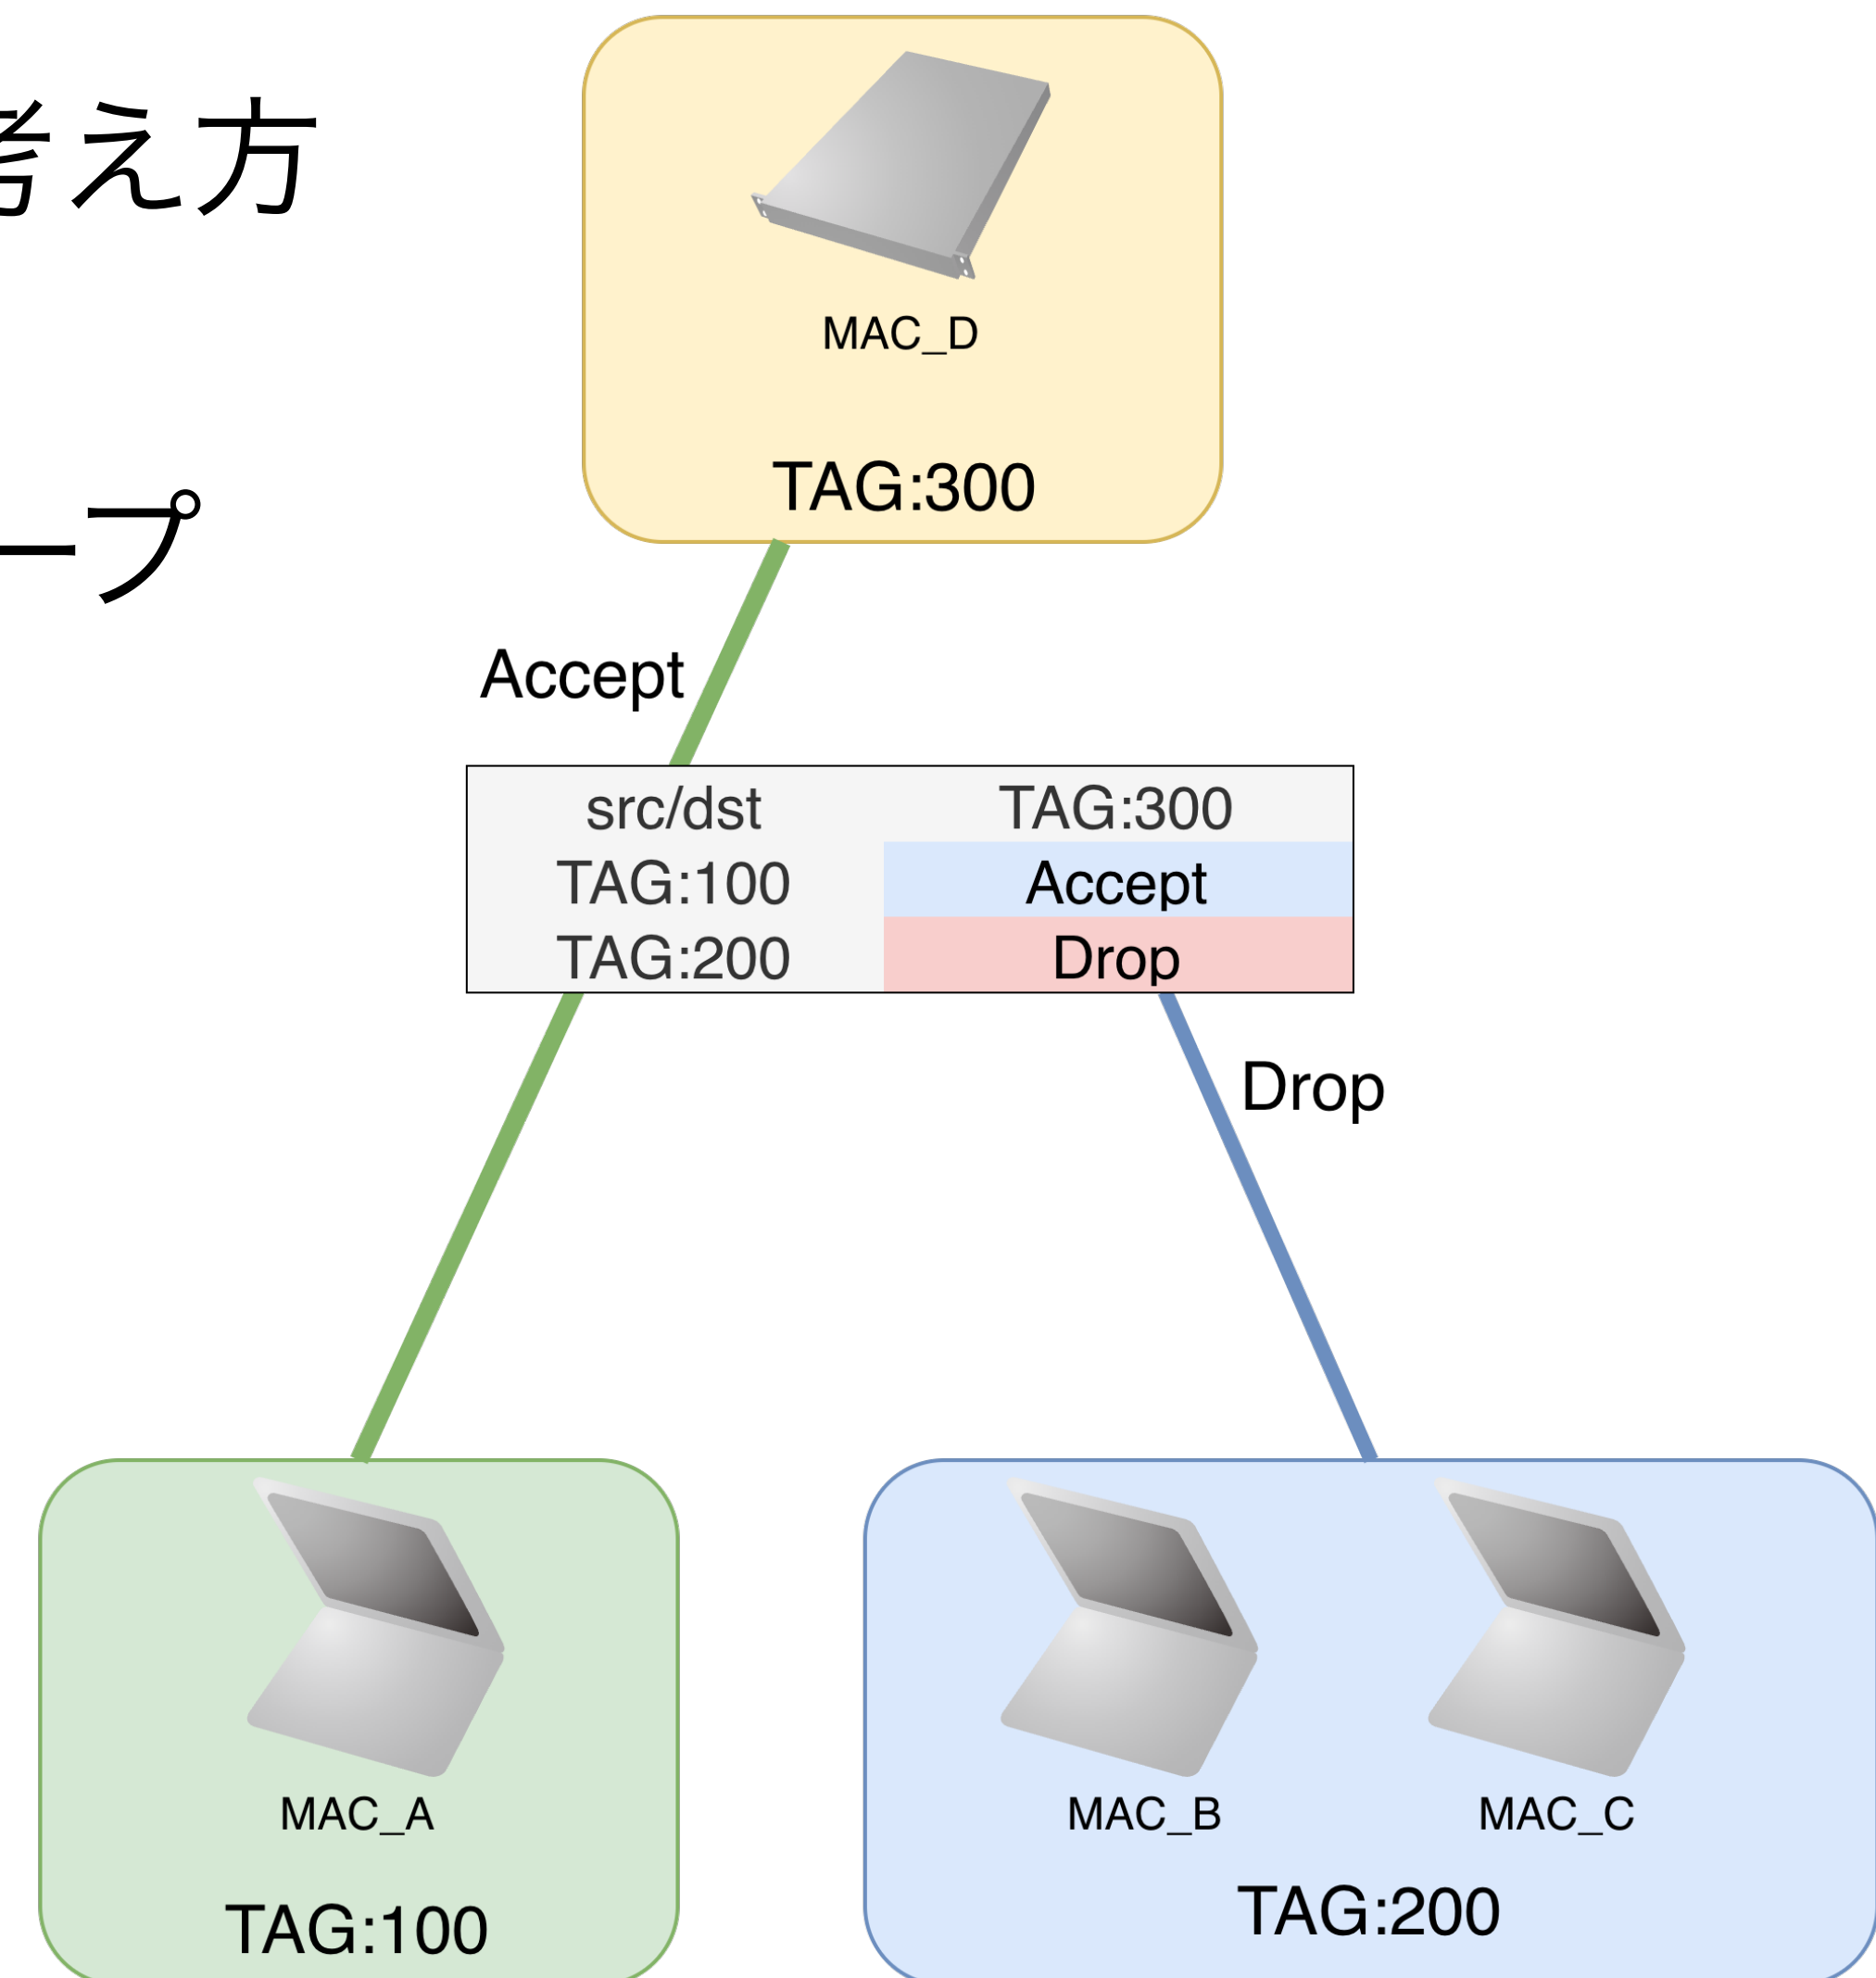 考え方
ープ
MAC_D
TAG:300
Accept
src/dst TAG:300
TAG:100 Accept
TAG:200 Drop
Drop
MAC_A
TAG:100
MAC_B MAC_C
TAG:200